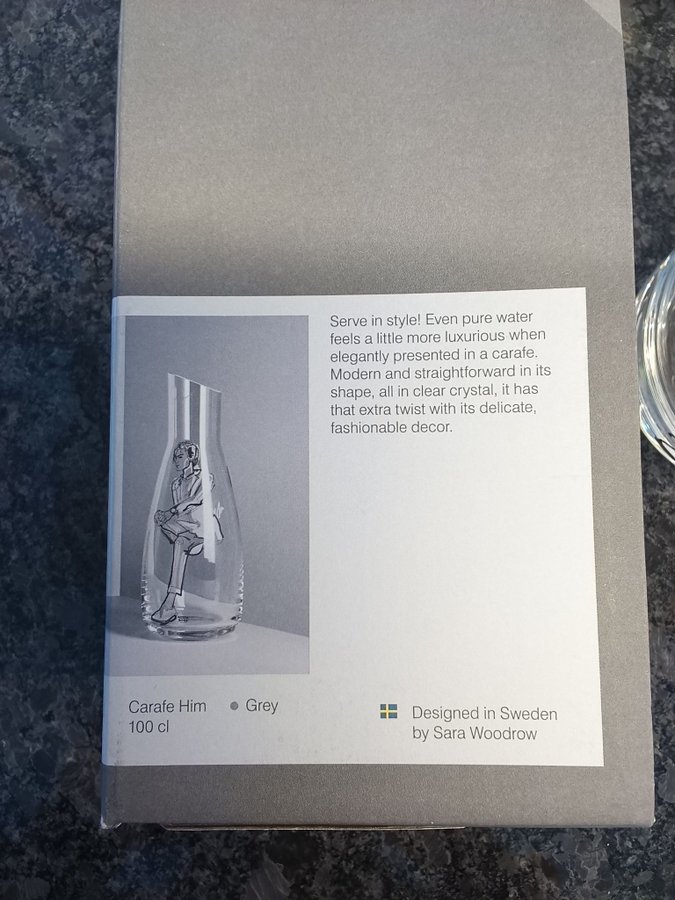 Serve in style! Even pure water
feels a little more luxurious when
elegantly presented in a carafe.
Modern and straightforward in its
shape, all in clear crystal, it has
that extra twist with its delicate,
fashionable decor.
Carafe Him
Grey
100 cl
Designed in Sweden
by Sara Woodrow